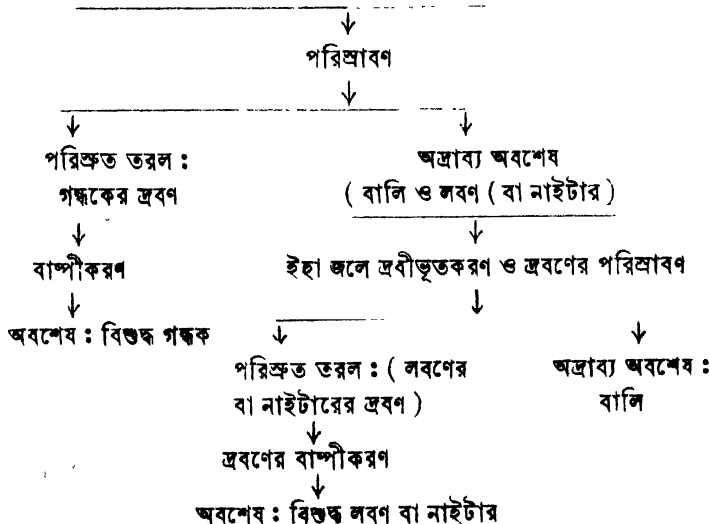 পরিস্রাবণ
পরিস্রুত তরল :
গন্ধকের দ্রবণ
অদ্রাব্য অবশেষ
( বালি ও লবণ ( বা নাইটার )
বাষ্পীকরণ
ইহা জলে দ্রবীভূতকরণ ও দ্রবণের পরিস্রাবণ
অবশেষ : বিশুদ্ধ গন্ধক
পরিস্রুত তরল : ( লবণের
বা নাইটারের দ্রবণ )
অদ্রাব্য অবশেষ :
বালি
দ্রবণের বাষ্পীকরণ
অবশেষ : বিশুদ্ধ লবণ বা নাইটার